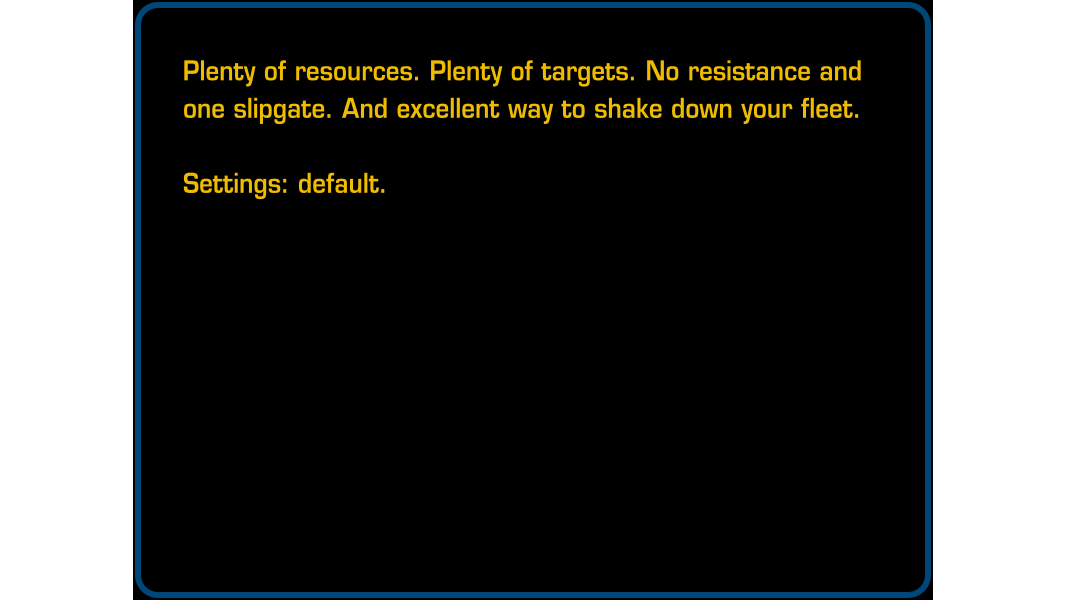 Plenty of resources. Plenty of targets. No resistance and
one slipgate. And excellent way to shake down your fleet.
Settings: default.